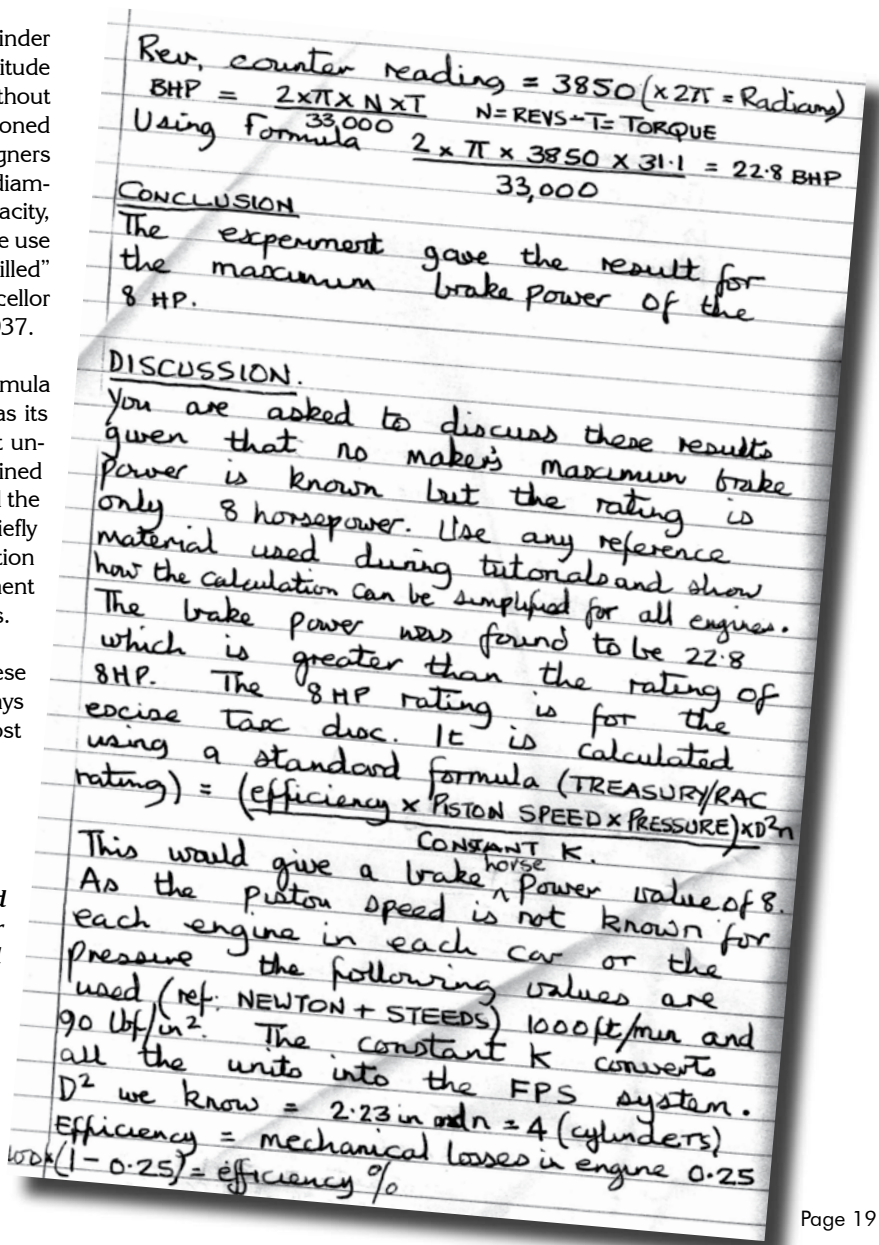 inder
itude
thout
oned
gners
diam-
acity,
e use
illed”
cellor
937.
mula
as its
t un-
ined
d the
iefly
tion
nent
s.
ese
ays
ost
d
r
Rev, counter reading = 3850 (×2π = Radians)
BHP = 2×π×N×T N=REVS-T=TORQUE
33,000
Using Formula 2 × π × 3850 × 31·1 = 22·8 BHP
33,000
CONCLUSION
The experiment gave the result for
the maximum brake power of the
8 HP.
DISCUSSION.
You are asked to discuss these results
given that no maker's maximum brake
power is known but the rating is
only 8 horsepower. Use any reference
material used during tutorials and show
how the calculation can be simplified for all engines.
The brake power was found to be 22·8
which is greater than the rating of
8HP. The 8HP rating is for the
excise tax disc. It is calculated
using a standard formula (TREASURY/RAC
rating) = (efficiency × PISTON SPEED × PRESSURE)×D²n
CONSTANT K.
This would give a brake horse power value of 8.
As the piston speed is not known for
each engine in each car or the
pressure the following values are
used (ref: NEWTON + STEEDS) 1000ft/min and
90 lbf/in². The constant K converts
all the units into the FPS system.
D² we know = 2·23 in and n = 4 (cylinders)
Efficiency = mechanical losses in engine 0·25
100×(1-0·25) = efficiency %
Page 19